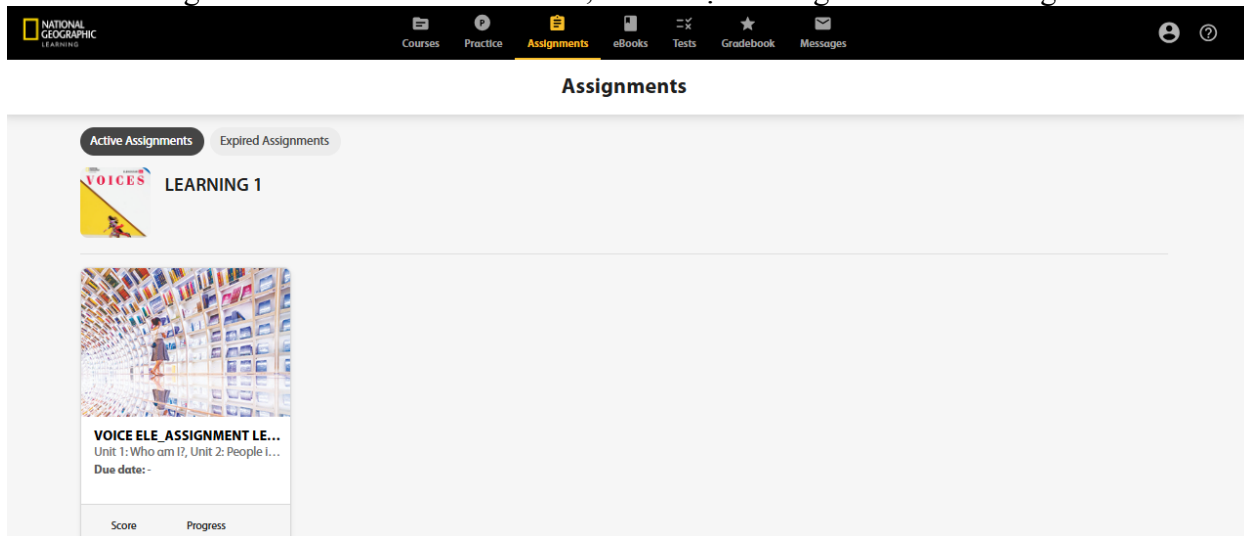 NATIONAL
GEOGRAPHIC
LEARNING
Courses
Practice
Assignments
eBooks
Tests
Gradebook
Messages
Assignments
Active Assignments
Expired Assignments
VOICES
LEARNING 1
VOICE ELE_ASSIGNMENT LE...
Unit 1: Who am I?, Unit 2: People i...
Due date: -
Score Progress